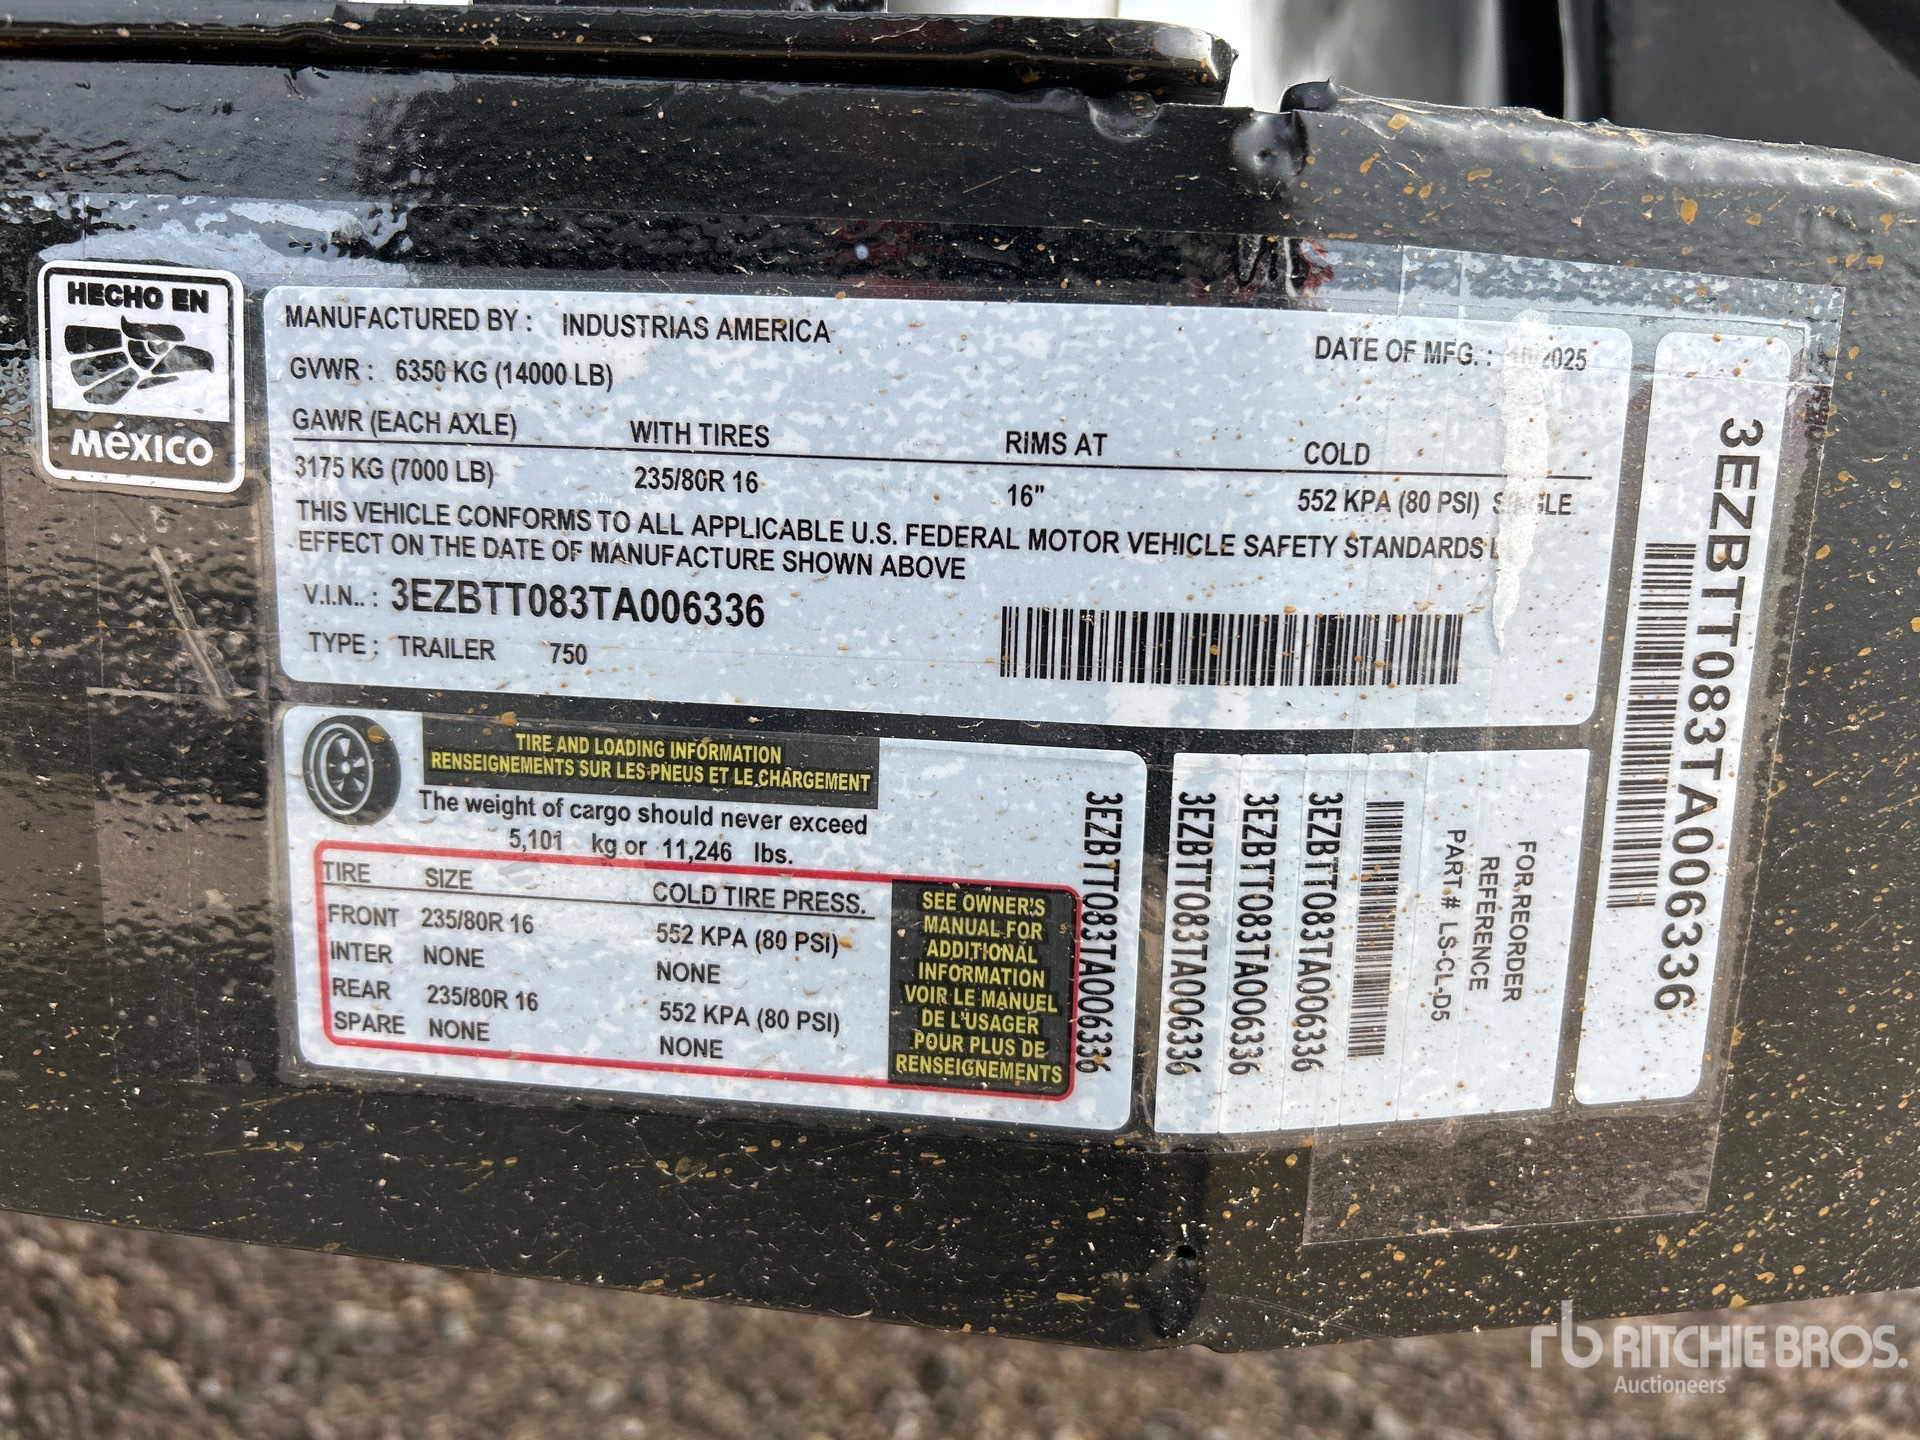 HECHO EN
MéxICO
MANUFACTURED BY : INDUSTRIAS AMERICA
DATE OF MFG. : 10/2025
GVWR : 6350 KG (14000 LB)
GAWR (EACH AXLE) WITH TIRES RIMS AT COLD
3175 KG (7000 LB) 235/80R 16 16" 552 KPA (80 PSI)
THIS VEHICLE CONFORMS TO ALL APPLICABLE U.S. FEDERAL MOTOR VEHICLE SAFETY STANDARDS
EFFECT ON THE DATE OF MANUFACTURE SHOWN ABOVE
V.I.N.. : 3EZBTT083TA006336
TYPE : TRAILER 750
3EZBTT083TA006336
TIRE AND LOADING INFORMATION
RENSEIGNEMENTS SUR LES PNEUS ET LE CHARGEMENT
The weight of cargo should never exceed
5,101 kg or 11,246 lbs.
TIRE SIZE COLD TIRE PRESS.
FRONT 235/80R 16 552 KPA (80 PSI)
INTER NONE NONE
REAR 235/80R 16 552 KPA (80 PSI)
SPARE NONE NONE
SEE OWNER'S
MANUAL FOR
ADDITIONAL
INFORMATION
VOIR LE MANUEL
DE L'USAGER
POUR PLUS DE
RENSEIGNEMENTS
3EZBTT083TA006336
3EZBTT083TA006336
3EZBTT083TA006336
3EZBTT083TA006336
FOR REORDER
REFERENCE
PART # LS-CL-D5
rb RITCHIE BROS.
Auctioneers